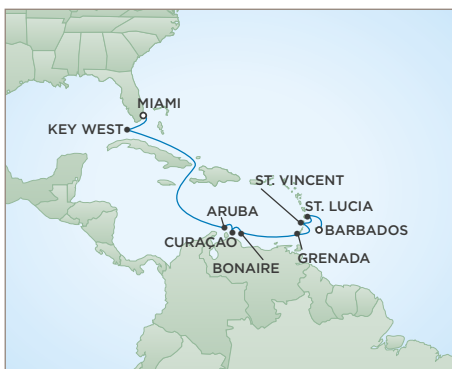 MIAMI
KEY WEST
ST. VINCENT
ST. LUCIA
ARUBA
BARBADOS
CURAÇAO
GRENADA
BONAIRE